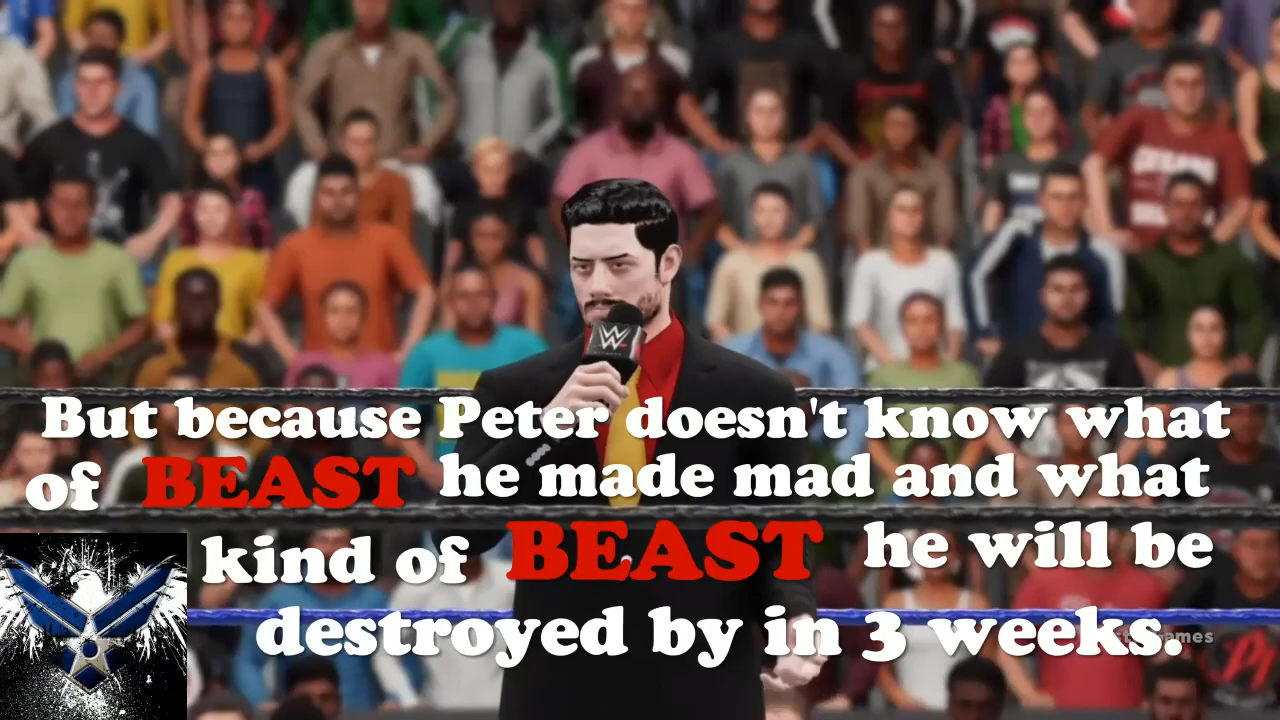 But because Peter doesn't know what
of BEAST he made mad and what
kind of BEAST he will be
destroyed by in 3 weeks.
W